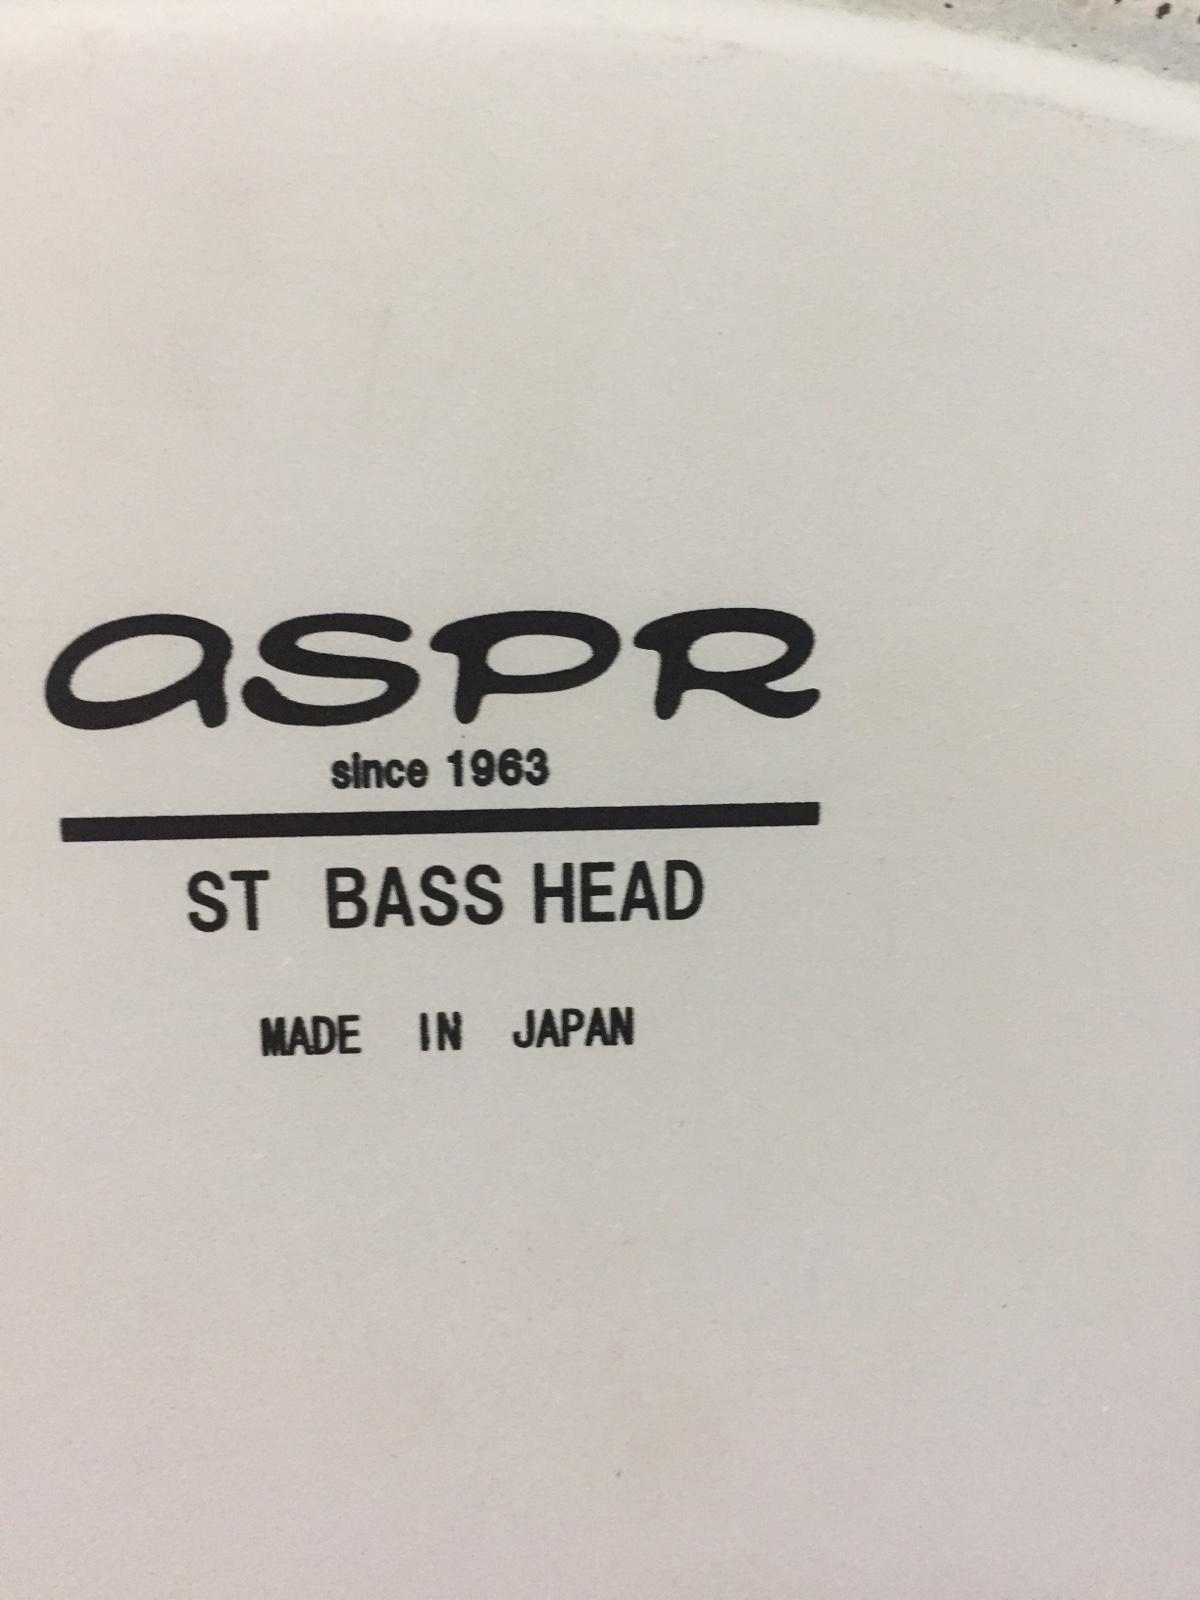 aSPR
since 1963
ST BASS HEAD
MADE IN JAPAN